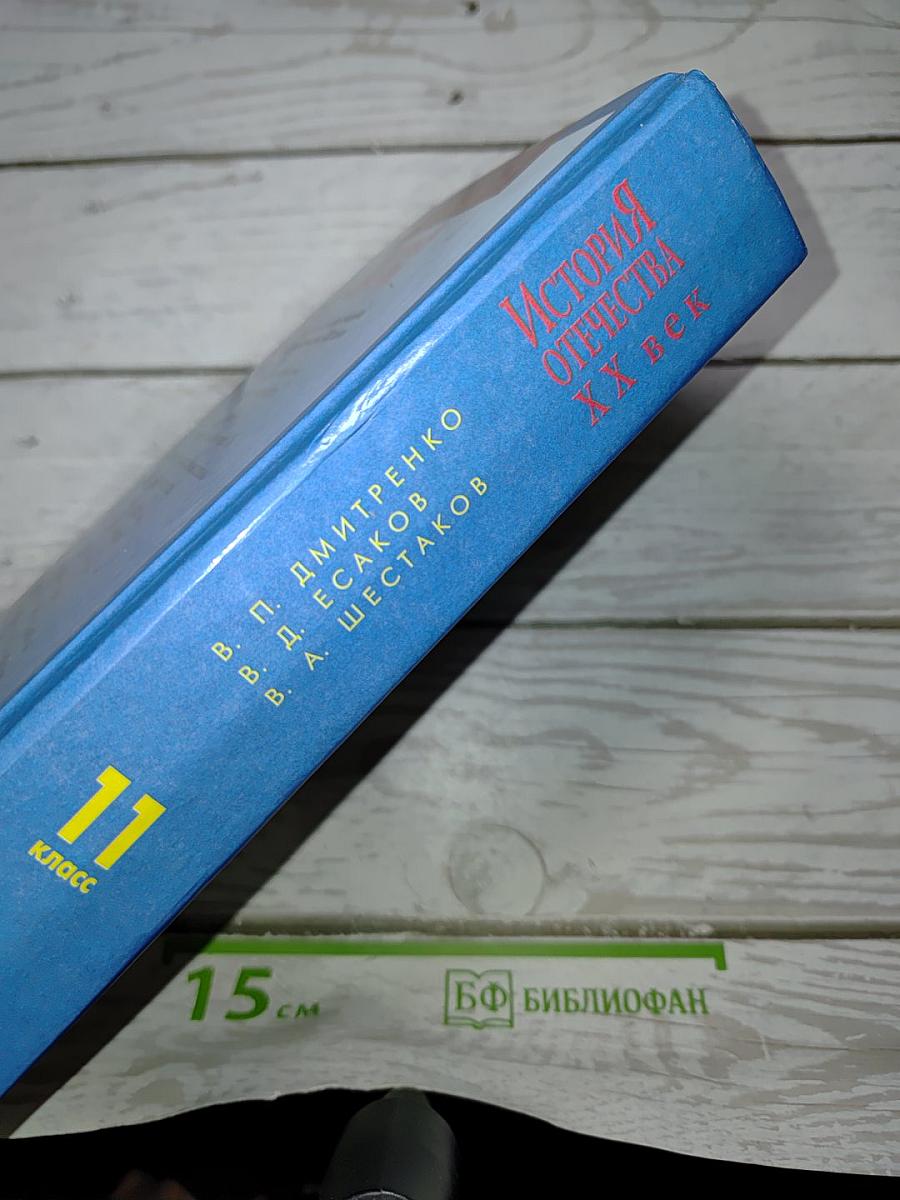 ИСТОРИЯ
ОТЕЧЕСТВА
XX век
В. П. ДМИТРЕНКО
В. Д. ЕСАКОВ
В. А. ШЕСТАКОВ
11
класс
15 см
БФ БИБЛИОФАН